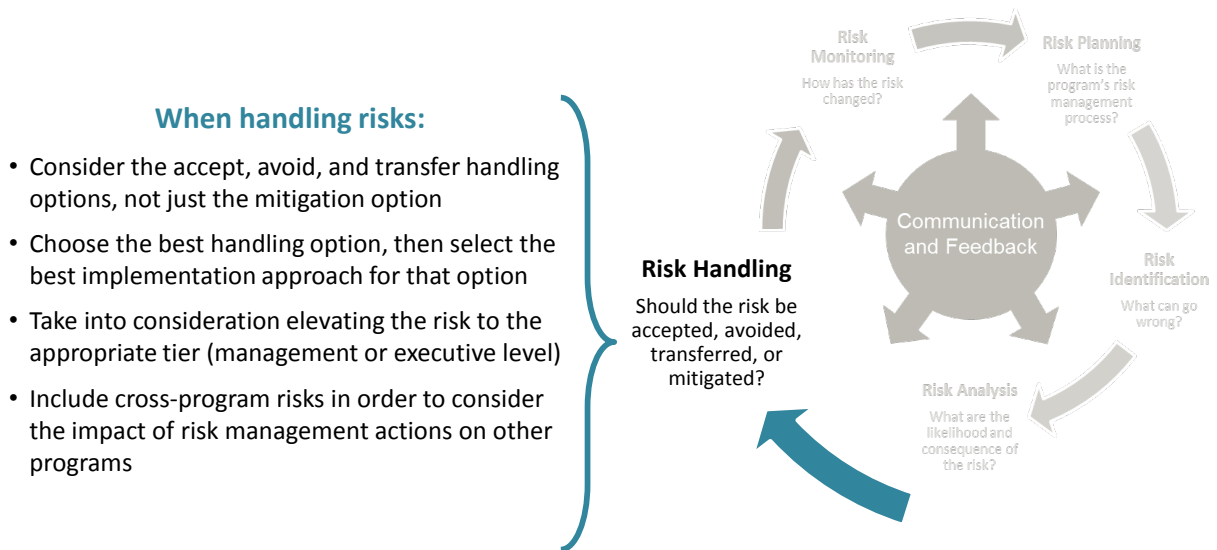 When handling risks:
• Consider the accept, avoid, and transfer handling
options, not just the mitigation option
• Choose the best handling option, then select the
best implementation approach for that option
• Take into consideration elevating the risk to the
appropriate tier (management or executive level)
• Include cross-program risks in order to consider
the impact of risk management actions on other
programs
Risk Handling
Should the risk be
accepted, avoided,
transferred, or
mitigated?
Risk
Monitoring
How has the risk
changed?
Risk Planning
What is the
program's risk
management
process?
Communication
and Feedback
Risk
Identification
What can go
wrong?
Risk Analysis
What are the
likelihood and
consequence of
the risk?